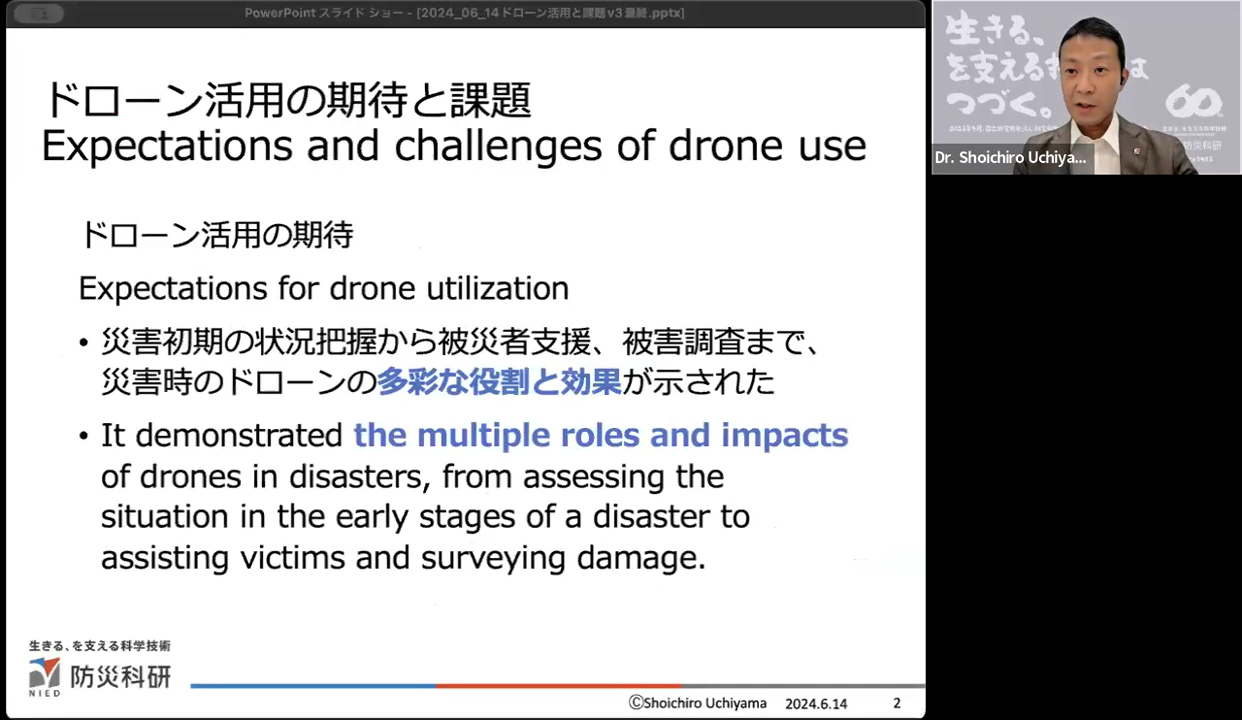 PowerPoint スライド ショー - [2024_06_14ドローン活用と課題v3最終.pptx]
ドローン活用の期待と課題
Expectations and challenges of drone use
ドローン活用の期待
Expectations for drone utilization
• 災害初期の状況把握から被災者支援、被害調査まで、
災害時のドローンの多彩な役割と効果が示された
• It demonstrated the multiple roles and impacts
of drones in disasters, from assessing the
situation in the early stages of a disaster to
assisting victims and surveying damage.
生きる、を支える科学技術
防災科研
NIED
©Shoichiro Uchiyama 2024.6.14 2
生きる、
を支える
は
つづく。
60
防災科研
Dr. Shoichiro Uchiya...